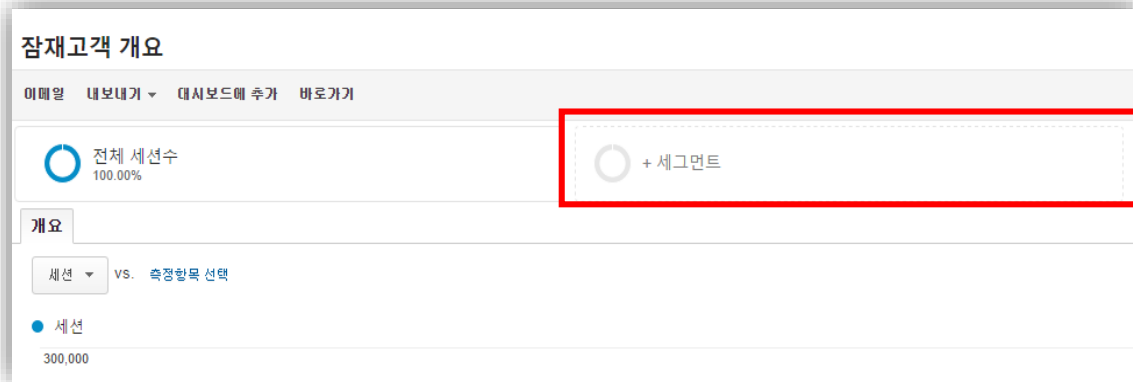 잠재고객 개요
이메일 내보내기 대시보드에 추가 바로가기
전체 세션수
100.00%
+ 세그먼트
개요
세션 VS. 측정항목 선택
세션
300,000